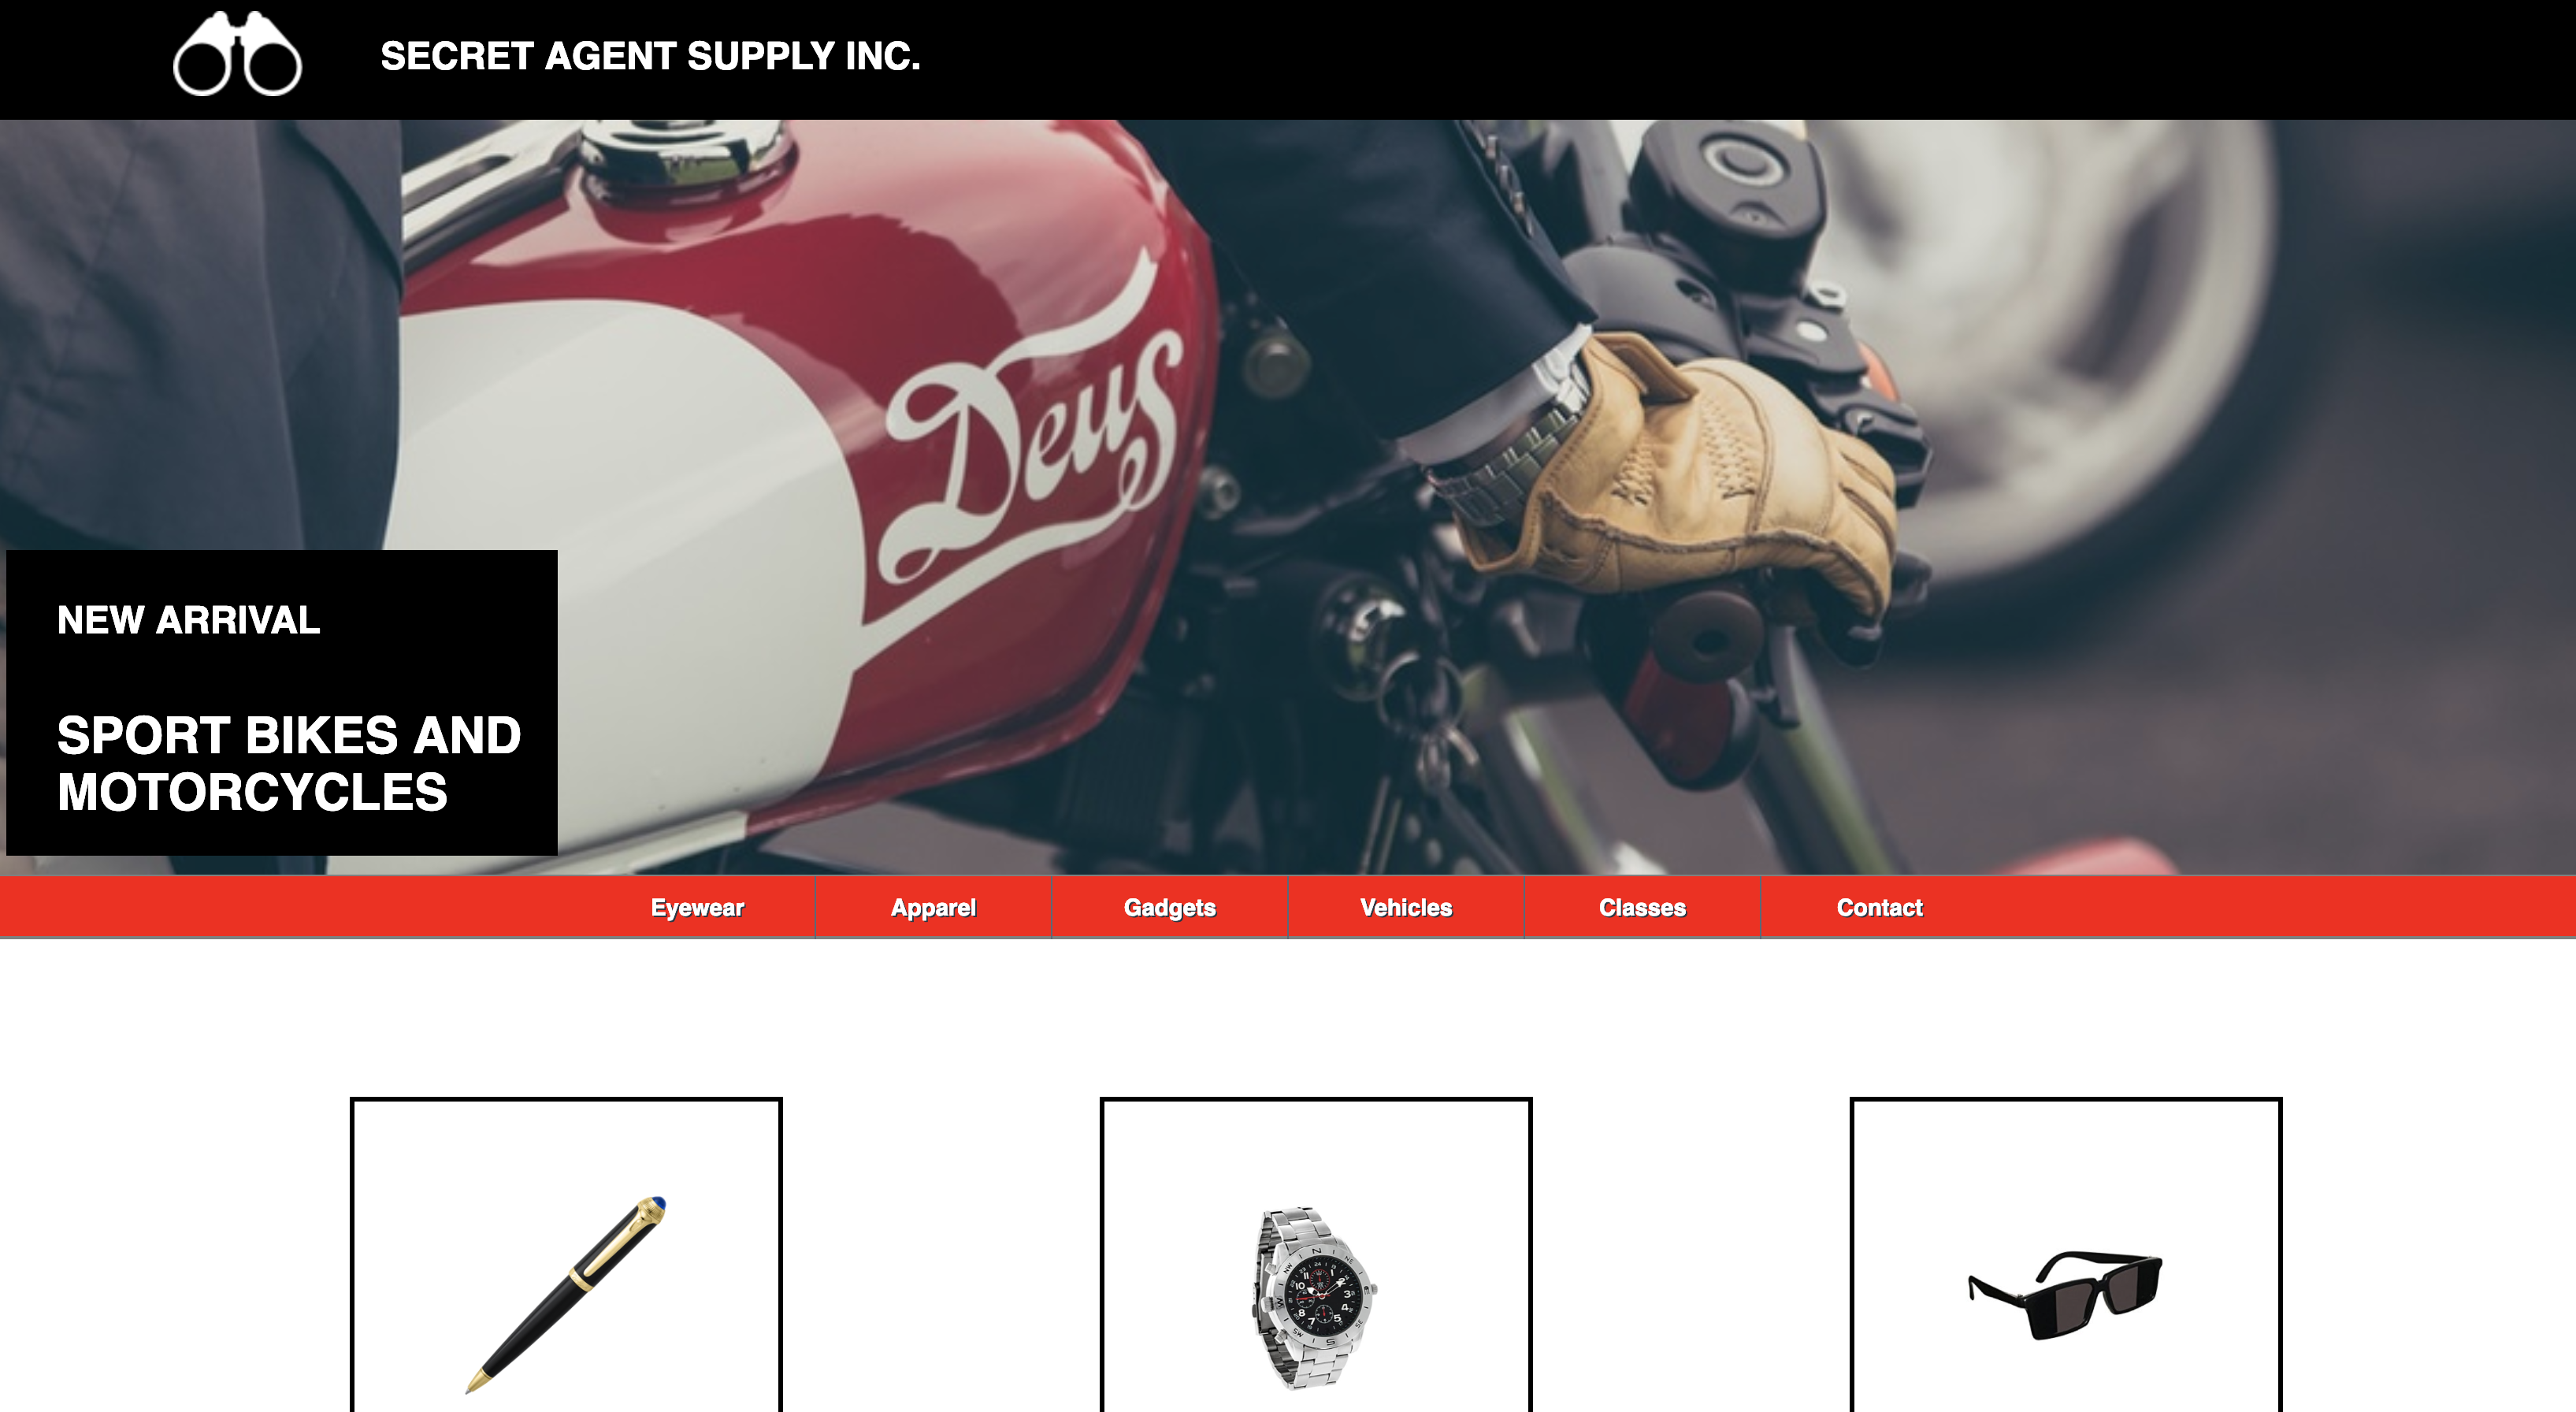 SECRET AGENT SUPPLY INC.
Deus
NEW ARRIVAL
SPORT BIKES AND
MOTORCYCLES
Eyewear
Apparel
Gadgets
Vehicles
Classes
Contact